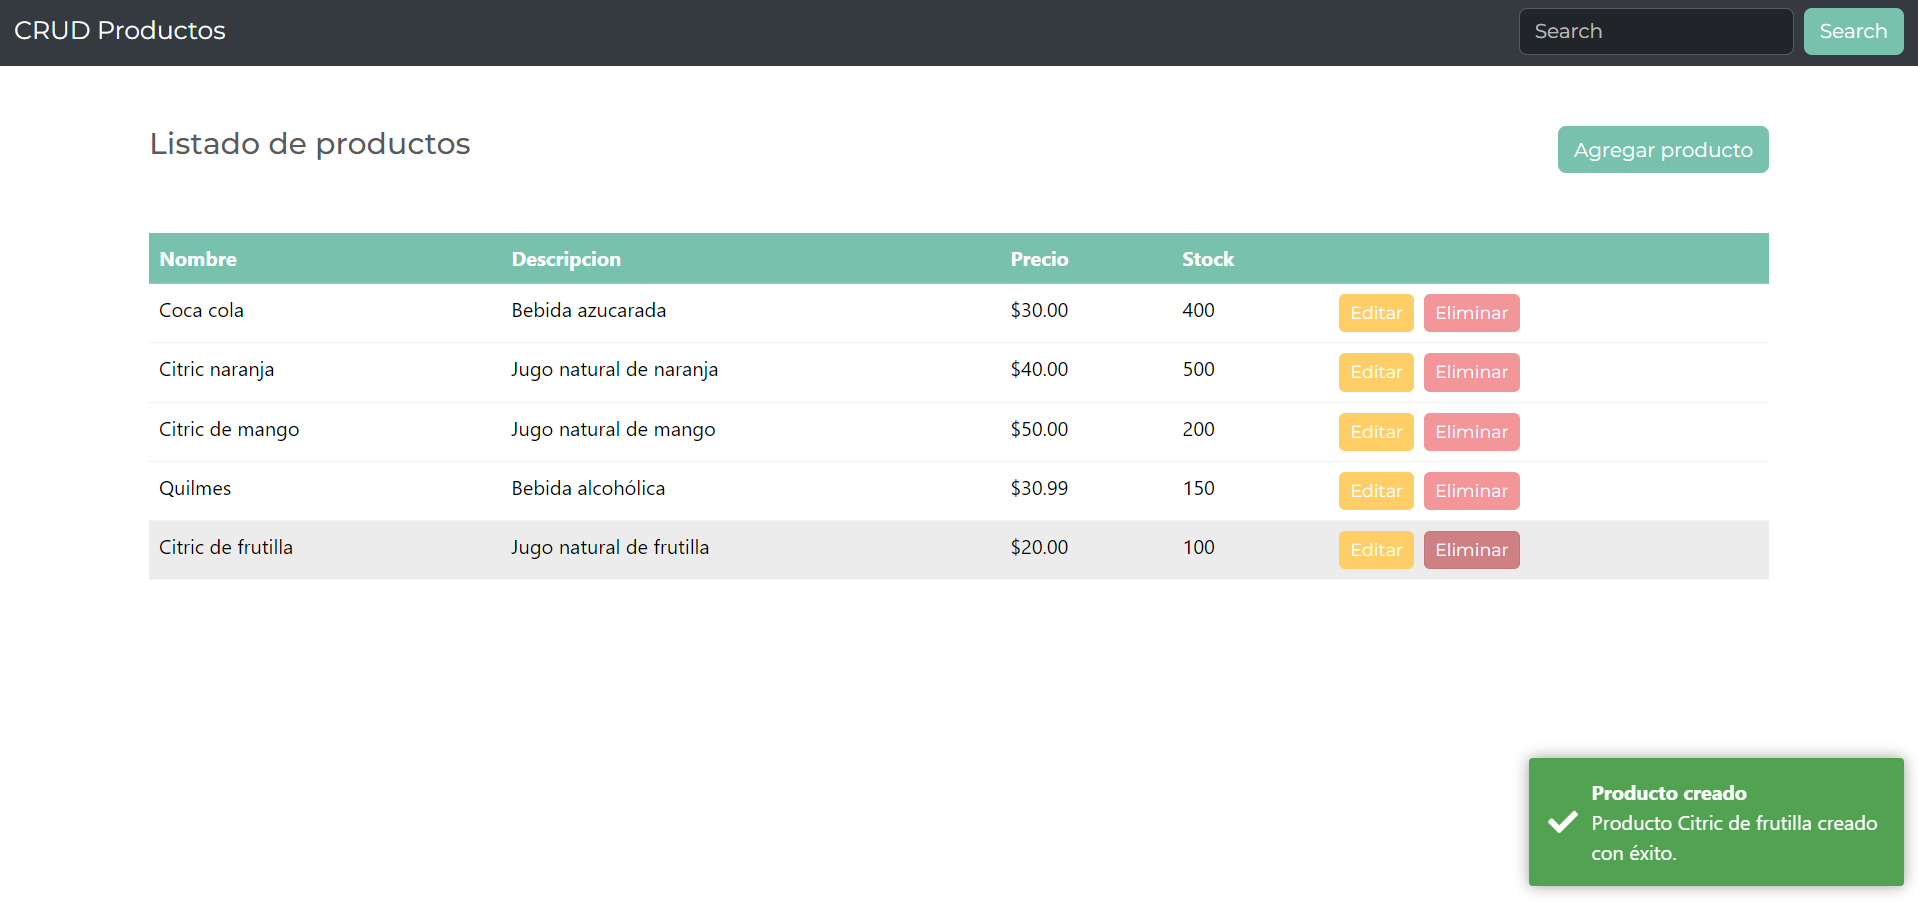 CRUD Productos
Search Search
Listado de productos
Agregar producto
Nombre Descripcion Precio Stock
Coca cola Bebida azucarada $30.00 400 Editar Eliminar
Citric naranja Jugo natural de naranja $40.00 500 Editar Eliminar
Citric de mango Jugo natural de mango $50.00 200 Editar Eliminar
Quilmes Bebida alcohólica $30.99 150 Editar Eliminar
Citric de frutilla Jugo natural de frutilla $20.00 100 Editar Eliminar
Producto creado
Producto Citric de frutilla creado
con éxito.